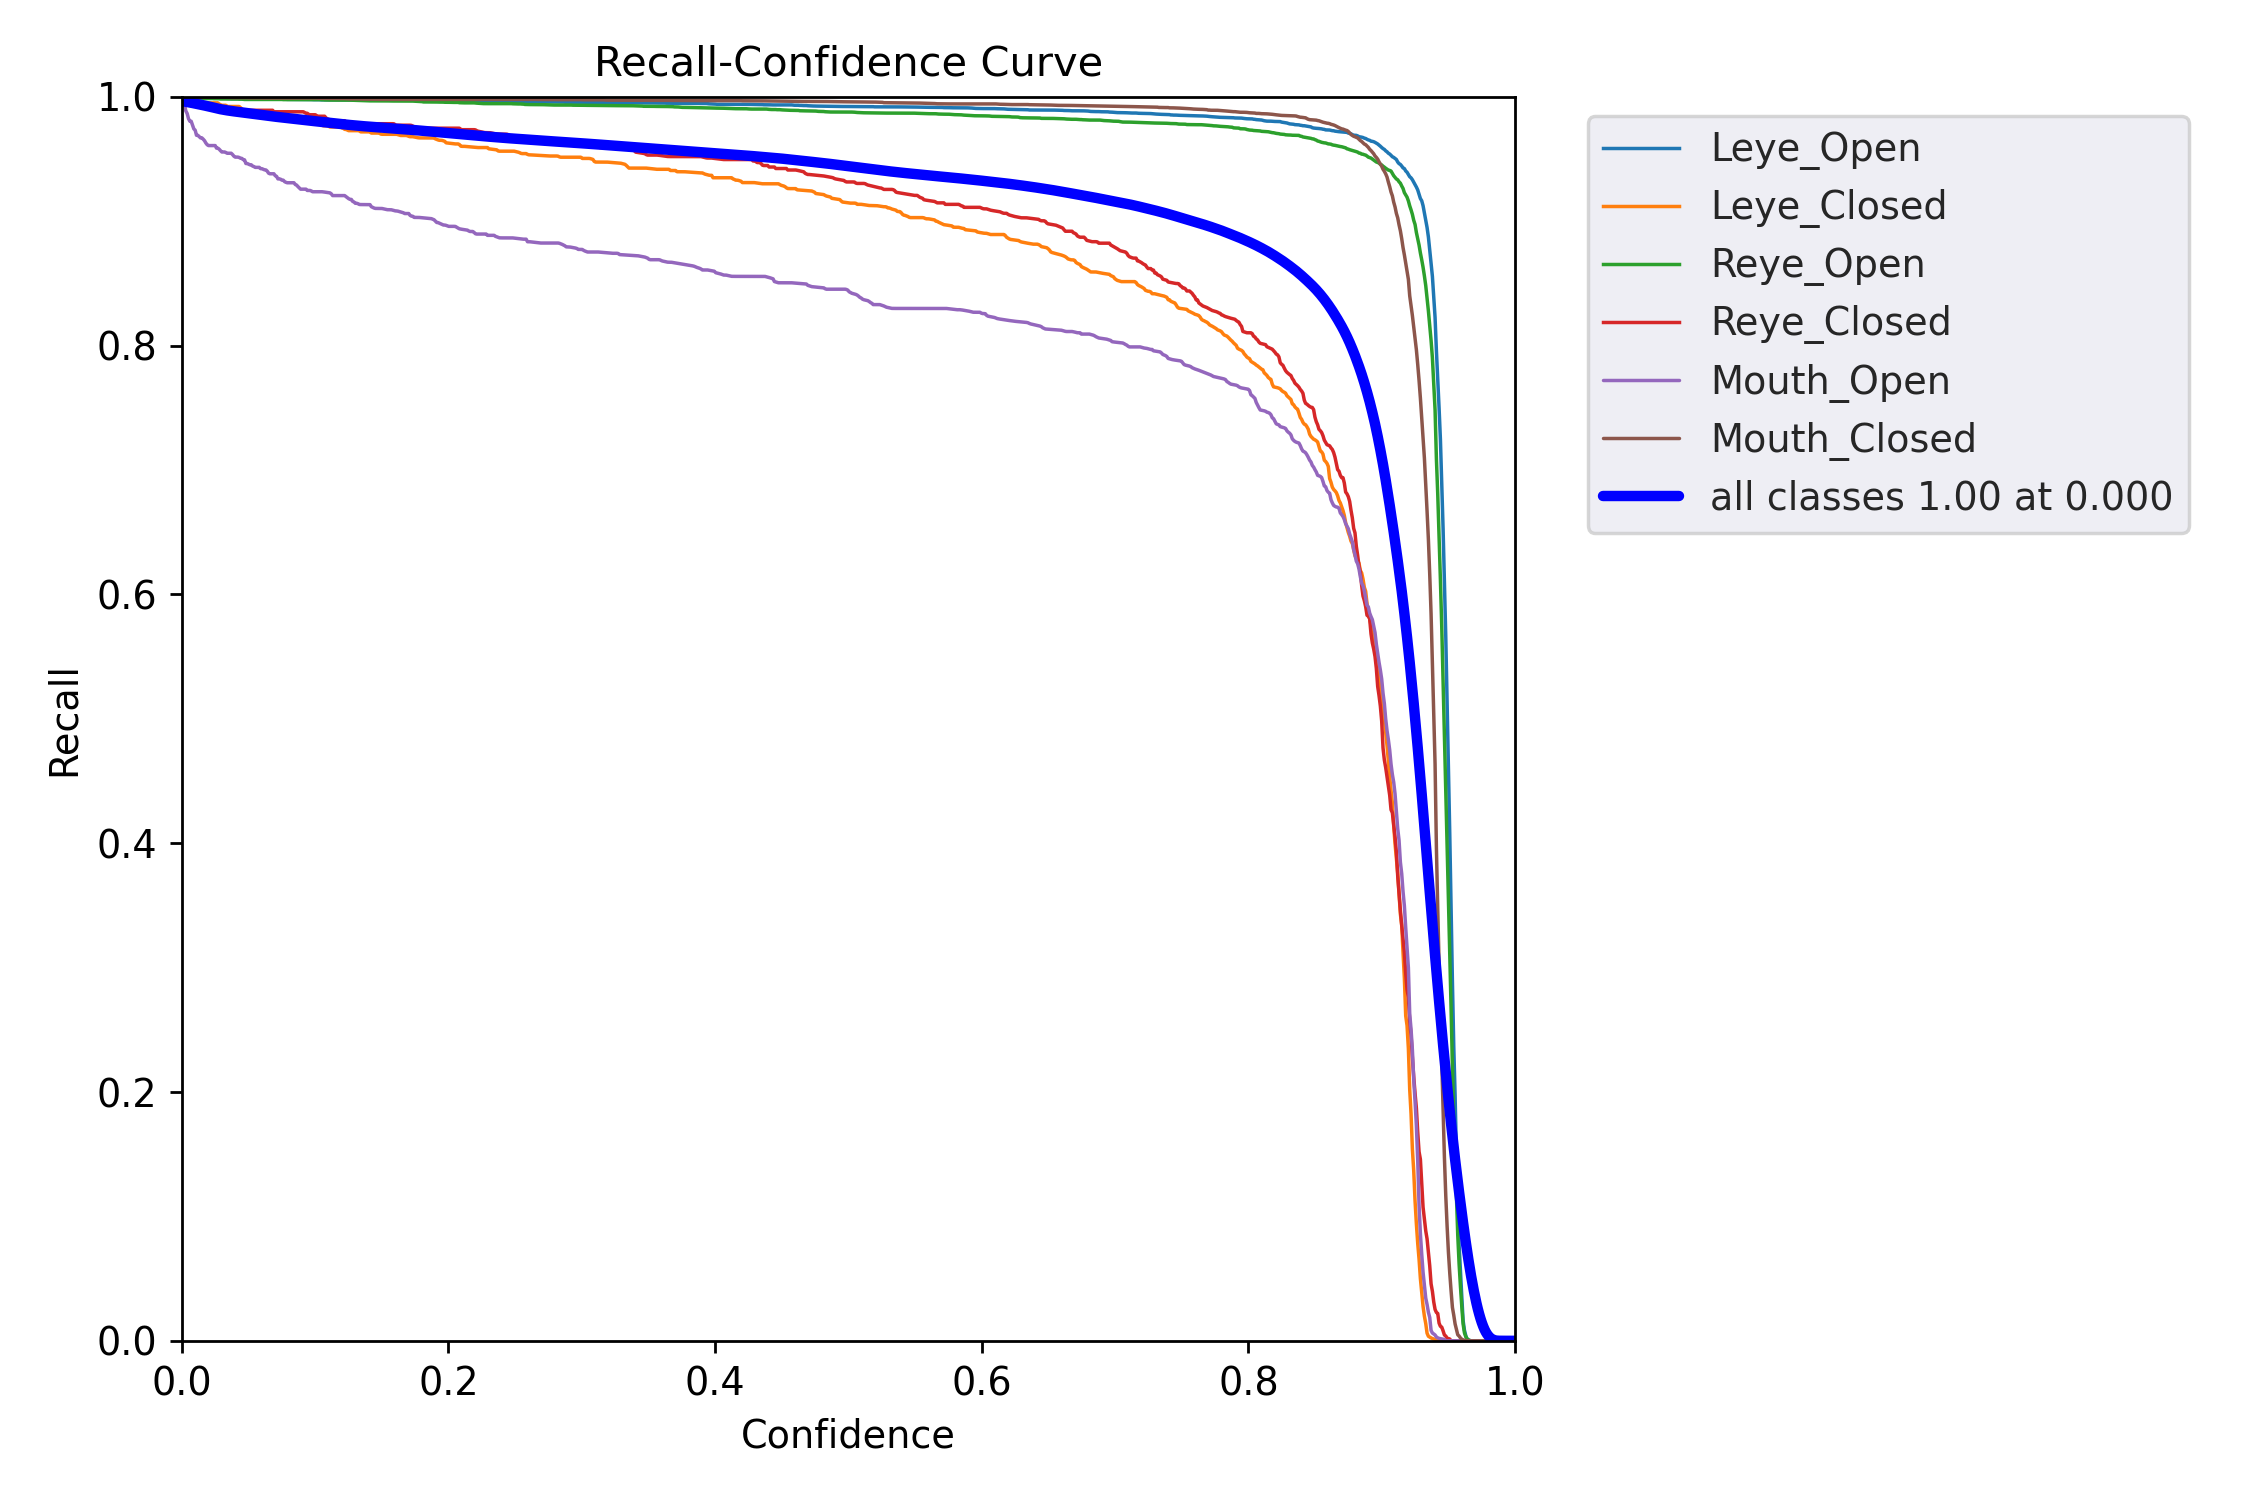 Recall-Confidence Curve
1.0
0.8
0.6
0.4
0.2
0.0
Recall
0.0 0.2 0.4 0.6 0.8 1.0
Confidence
Leye_Open
Leye_Closed
Reye_Open
Reye_Closed
Mouth_Open
Mouth_Closed
all classes 1.00 at 0.000